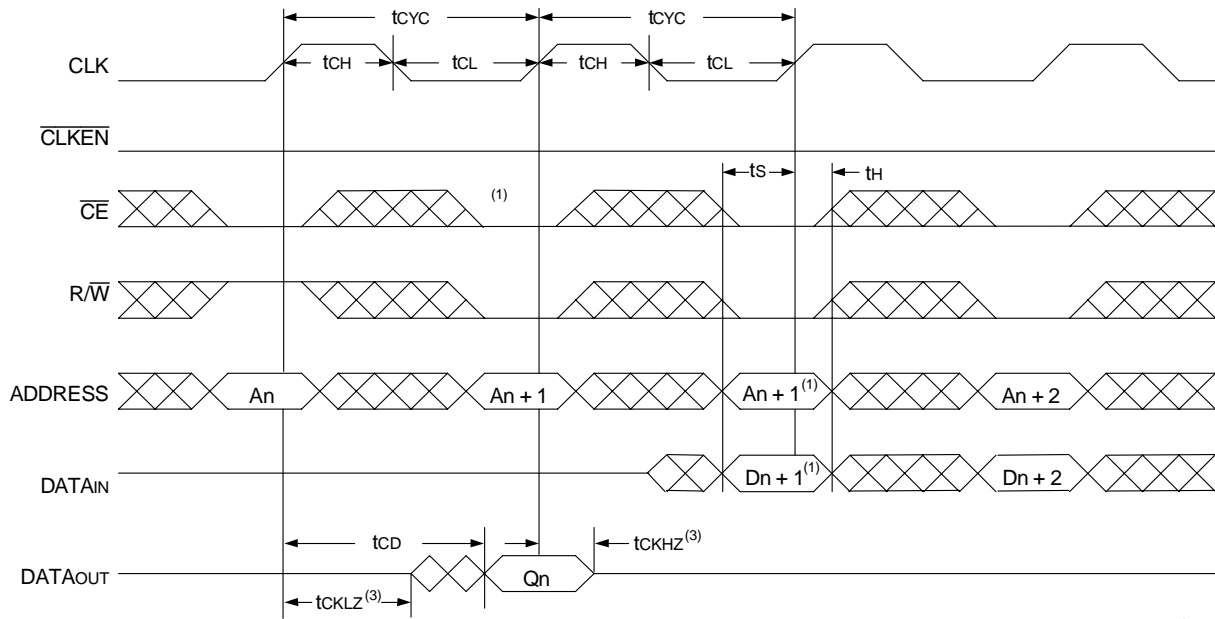 tCYC tCYC
CLK tCH tCL tCH tCL
CLKEN
tS tH
CE (1)
R/W
ADDRESS An An + 1 An + 1(1) An + 2
DATAIN Dn + 1(1) Dn + 2
tCD tCKHZ(3)
DATAOUT Qn
tCKLZ(3)